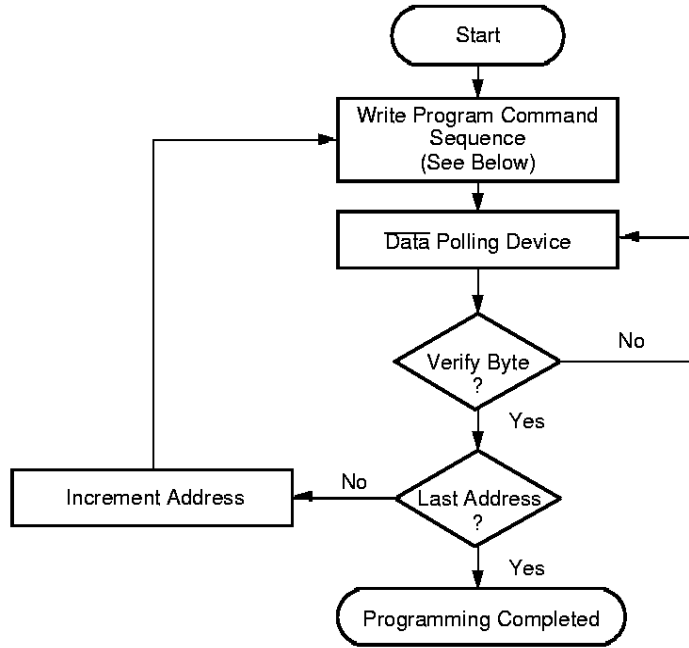 Start
Write Program Command
Sequence
(See Below)
Data Polling Device
Verify Byte
?
No
Yes
Last Address
?
No
Increment Address
Yes
Programming Completed